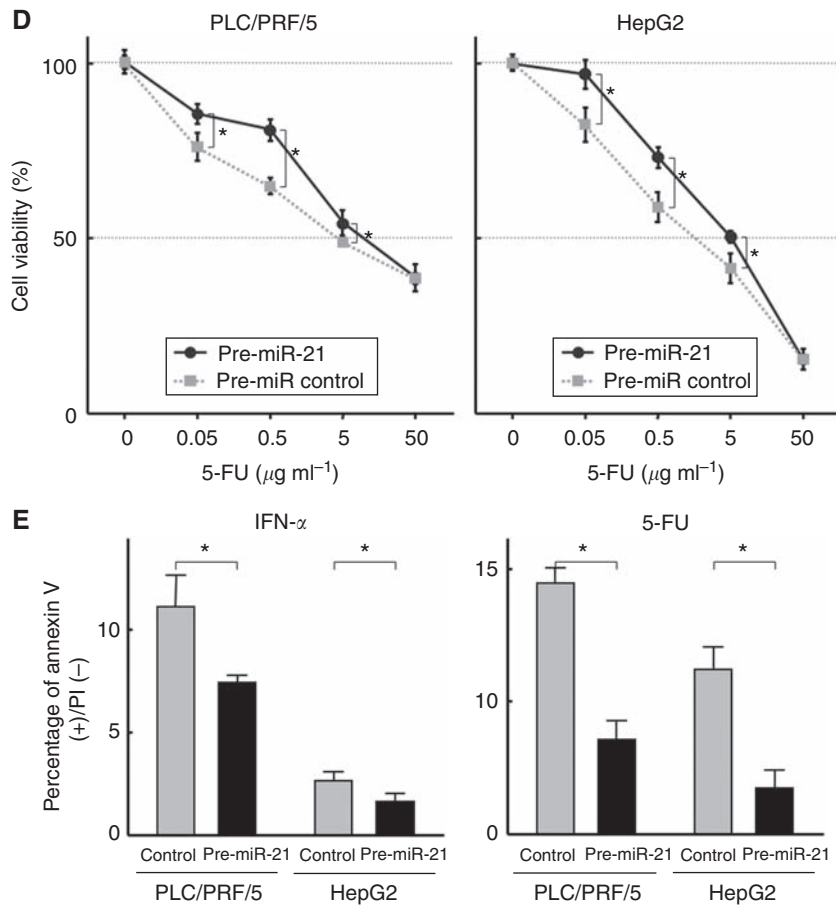 D
PLC/PRF/5
HepG2
Cell viability (%)
100
50
0
Pre-miR-21
Pre-miR control
0 0.05 0.5 5 50
5-FU (μg ml⁻¹)
Pre-miR-21
Pre-miR control
0 0.05 0.5 5 50
5-FU (μg ml⁻¹)
* * * * * *
E
IFN-α
5-FU
Percentage of annexin V
(+)/PI (–)
10
5
0
* *
Control Pre-miR-21 Control Pre-miR-21
PLC/PRF/5 HepG2
15
10
0
* *
Control Pre-miR-21 Control Pre-miR-21
PLC/PRF/5 HepG2